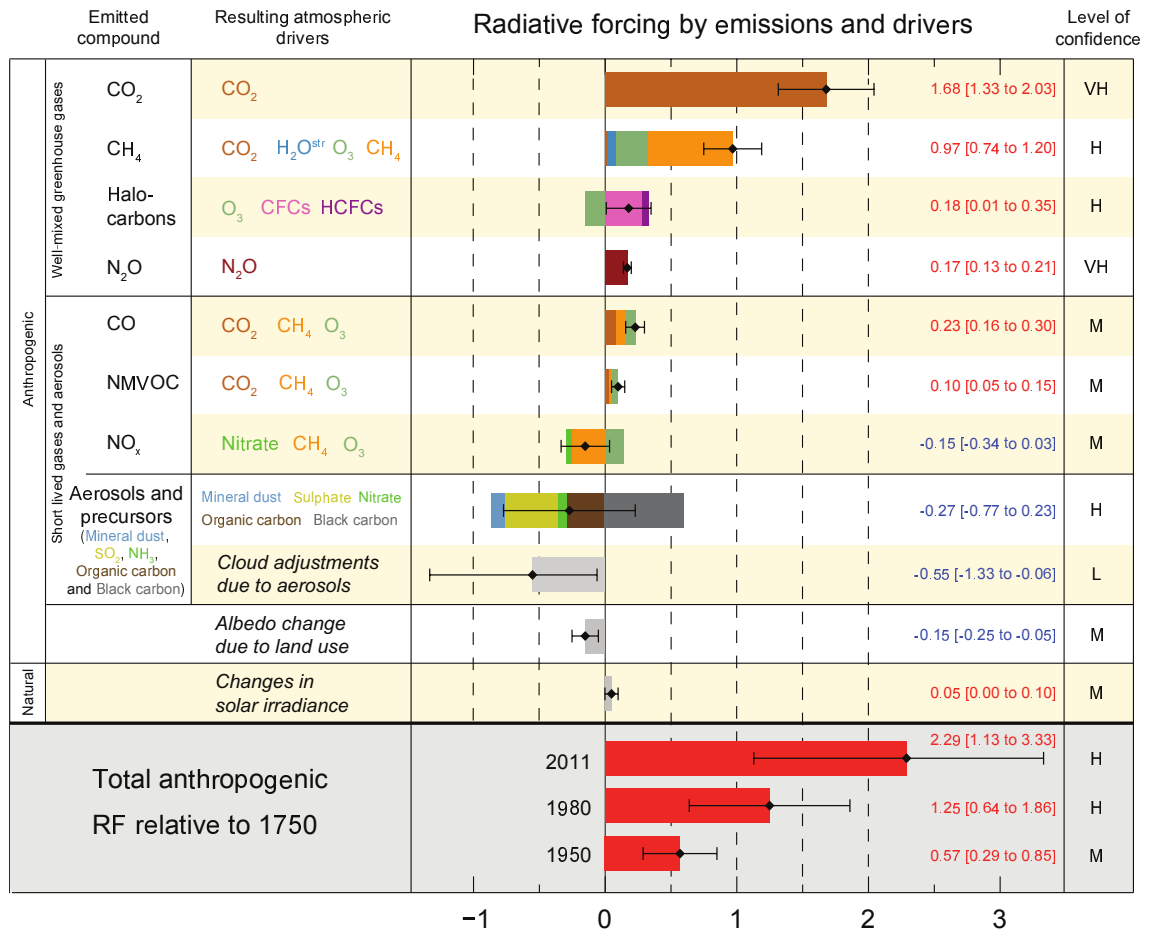 Emitted compound
Resulting atmospheric drivers
Radiative forcing by emissions and drivers
Level of confidence
Anthropogenic
Well-mixed greenhouse gases
CO2
CO2
1.68 [1.33 to 2.03]
VH
CH4
CO2 H2Ostr O3 CH4
0.97 [0.74 to 1.20]
H
Halo-
carbons
O3 CFCs HCFCs
0.18 [0.01 to 0.35]
H
N2O
N2O
0.17 [0.13 to 0.21]
VH
Short lived gases and aerosols
CO
CO2 CH4 O3
0.23 [0.16 to 0.30]
M
NMVOC
CO2 CH4 O3
0.10 [0.05 to 0.15]
M
NOx
Nitrate CH4 O3
-0.15 [-0.34 to 0.03]
M
Aerosols and
precursors
(Mineral dust,
SO2, NH3,
Organic carbon
and Black carbon)
Mineral dust Sulphate Nitrate
Organic carbon Black carbon
-0.27 [-0.77 to 0.23]
H
Cloud adjustments
due to aerosols
-0.55 [-1.33 to -0.06]
L
Albedo change
due to land use
-0.15 [-0.25 to -0.05]
M
Natural
Changes in
solar irradiance
0.05 [0.00 to 0.10]
M
Total anthropogenic
RF relative to 1750
2011
2.29 [1.13 to 3.33]
H
1980
1.25 [0.64 to 1.86]
H
1950
0.57 [0.29 to 0.85]
M
−1 0 1 2 3